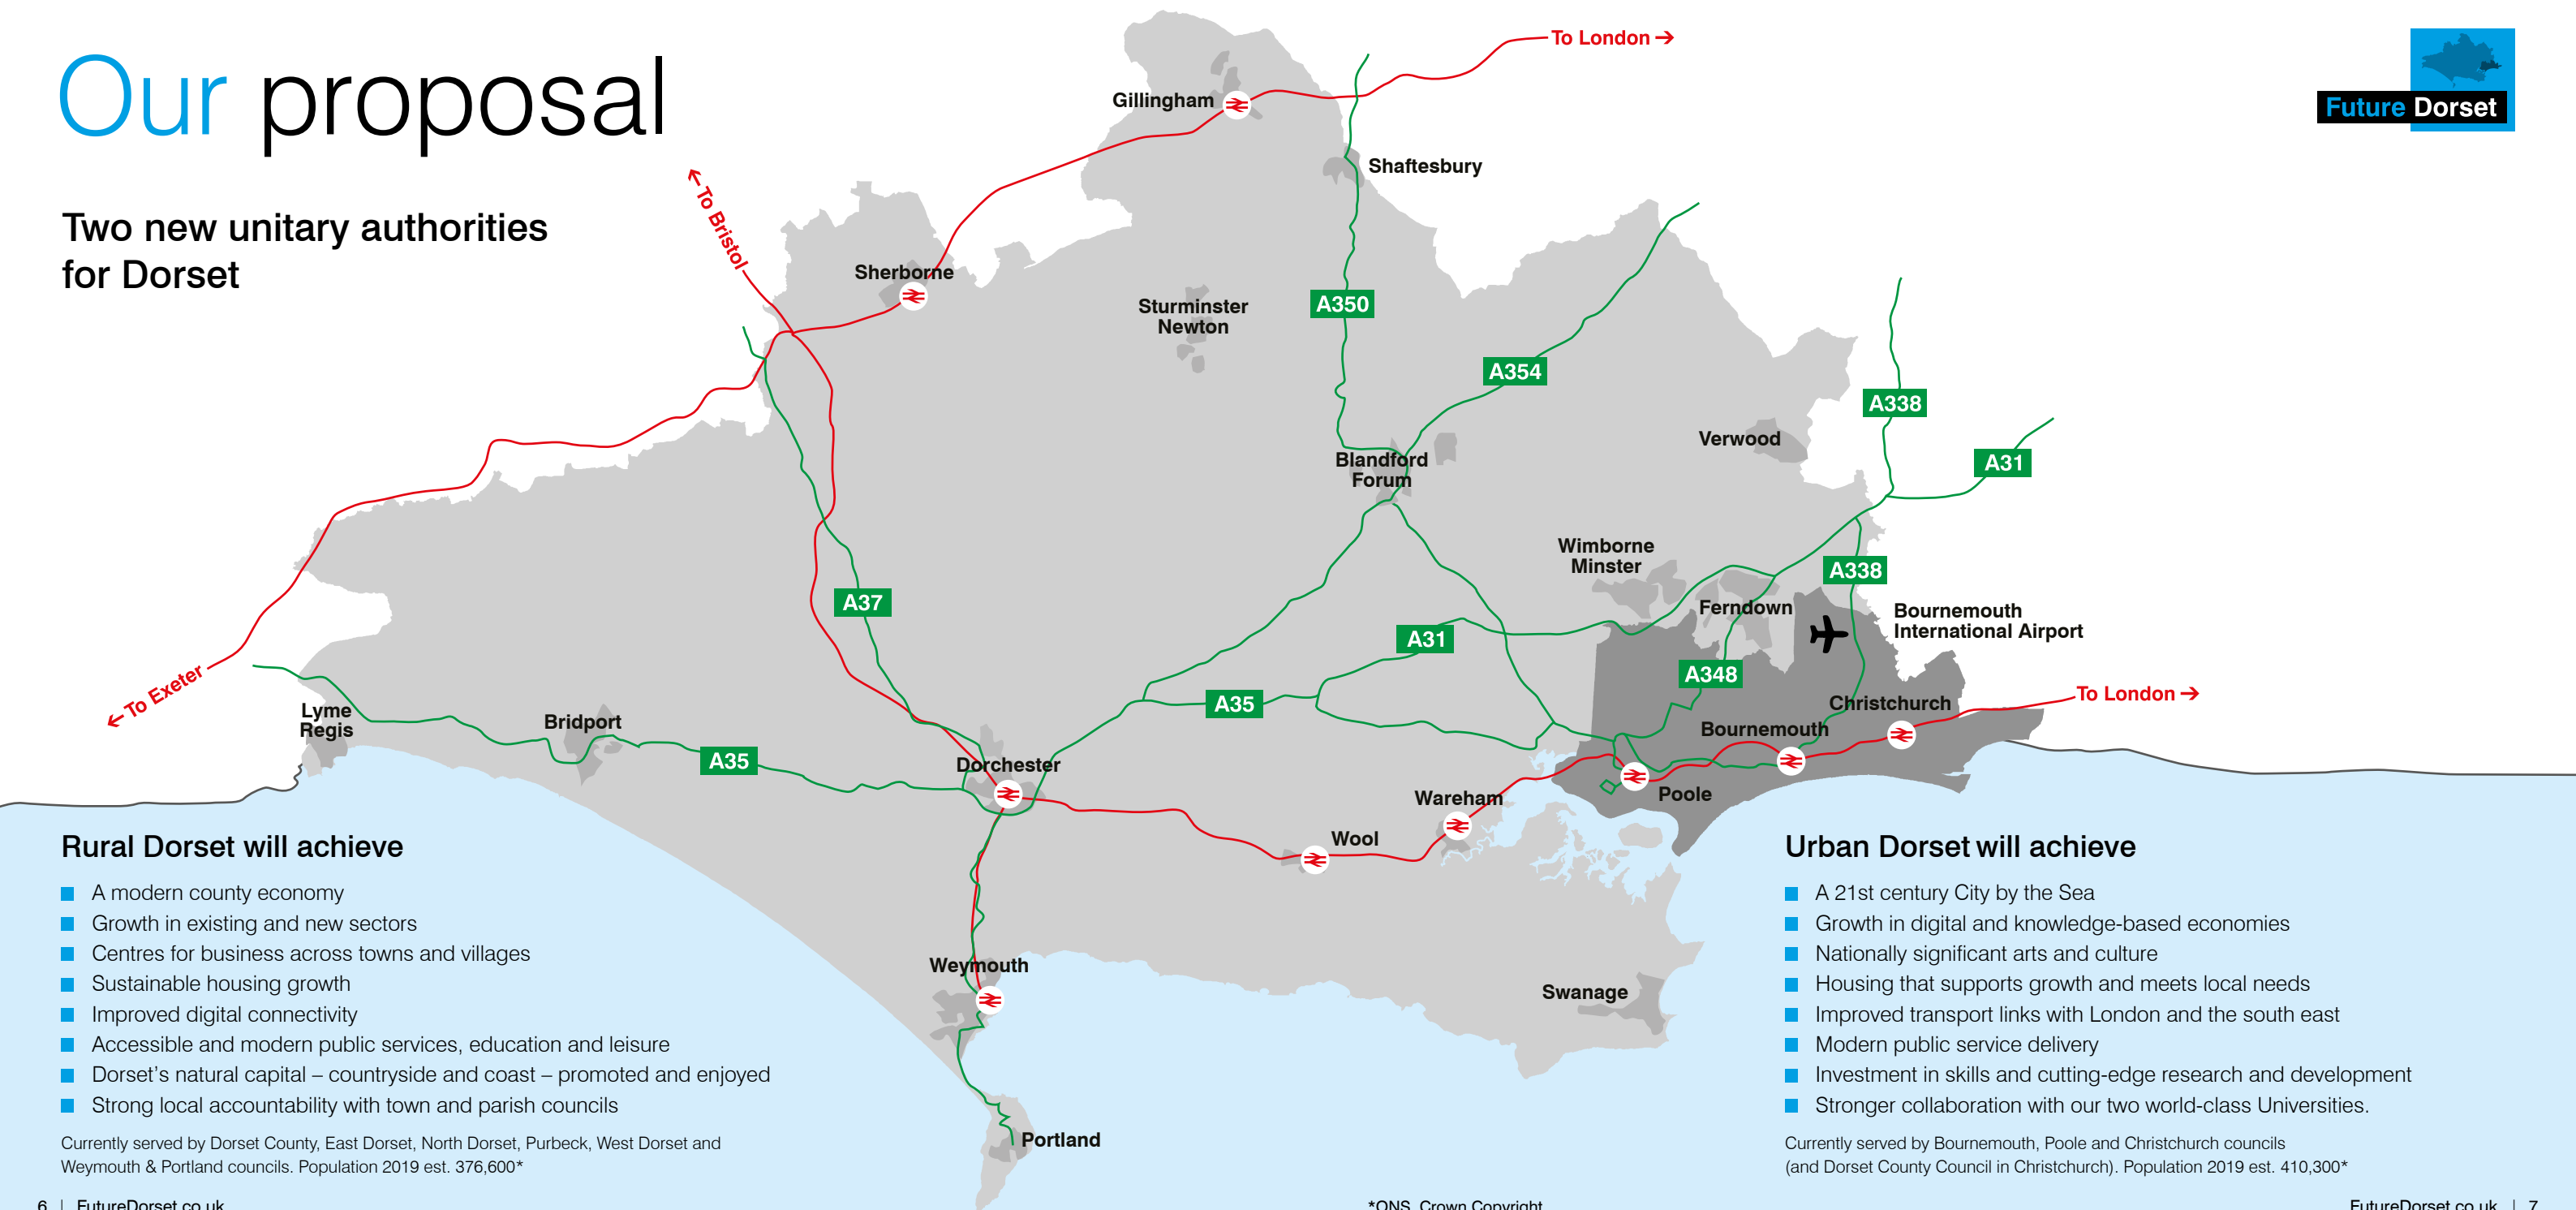 Our proposal
Two new unitary authorities
for Dorset
Future Dorset
To London →
← To Bristol
← To Exeter
To London →
Gillingham
Shaftesbury
Sherborne
Sturminster
Newton
A350
A354
A338
A31
Verwood
Blandford
Forum
Wimborne
Minster
A338
A37
Ferndown
Bournemouth
International Airport
A31
A348
A35
Christchurch
Lyme
Regis
Bridport
Bournemouth
A35
Dorchester
Wareham
Poole
Wool
Weymouth
Swanage
Portland
Rural Dorset will achieve
A modern county economy
Growth in existing and new sectors
Centres for business across towns and villages
Sustainable housing growth
Improved digital connectivity
Accessible and modern public services, education and leisure
Dorset's natural capital – countryside and coast – promoted and enjoyed
Strong local accountability with town and parish councils
Currently served by Dorset County, East Dorset, North Dorset, Purbeck, West Dorset and
Weymouth & Portland councils. Population 2019 est. 376,600*
Urban Dorset will achieve
A 21st century City by the Sea
Growth in digital and knowledge-based economies
Nationally significant arts and culture
Housing that supports growth and meets local needs
Improved transport links with London and the south east
Modern public service delivery
Investment in skills and cutting-edge research and development
Stronger collaboration with our two world-class Universities.
Currently served by Bournemouth, Poole and Christchurch councils
(and Dorset County Council in Christchurch). Population 2019 est. 410,300*
6 | FutureDorset.co.uk
*ONS, Crown Copyright
FutureDorset.co.uk | 7